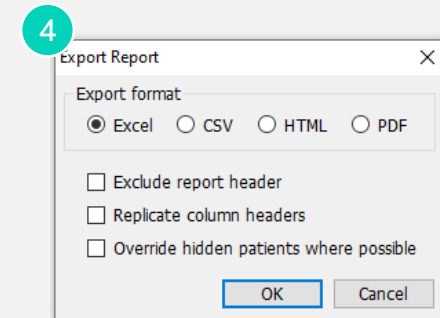 4
Export Report
Export format
Excel CSV HTML PDF
Exclude report header
Replicate column headers
Override hidden patients where possible
OK Cancel